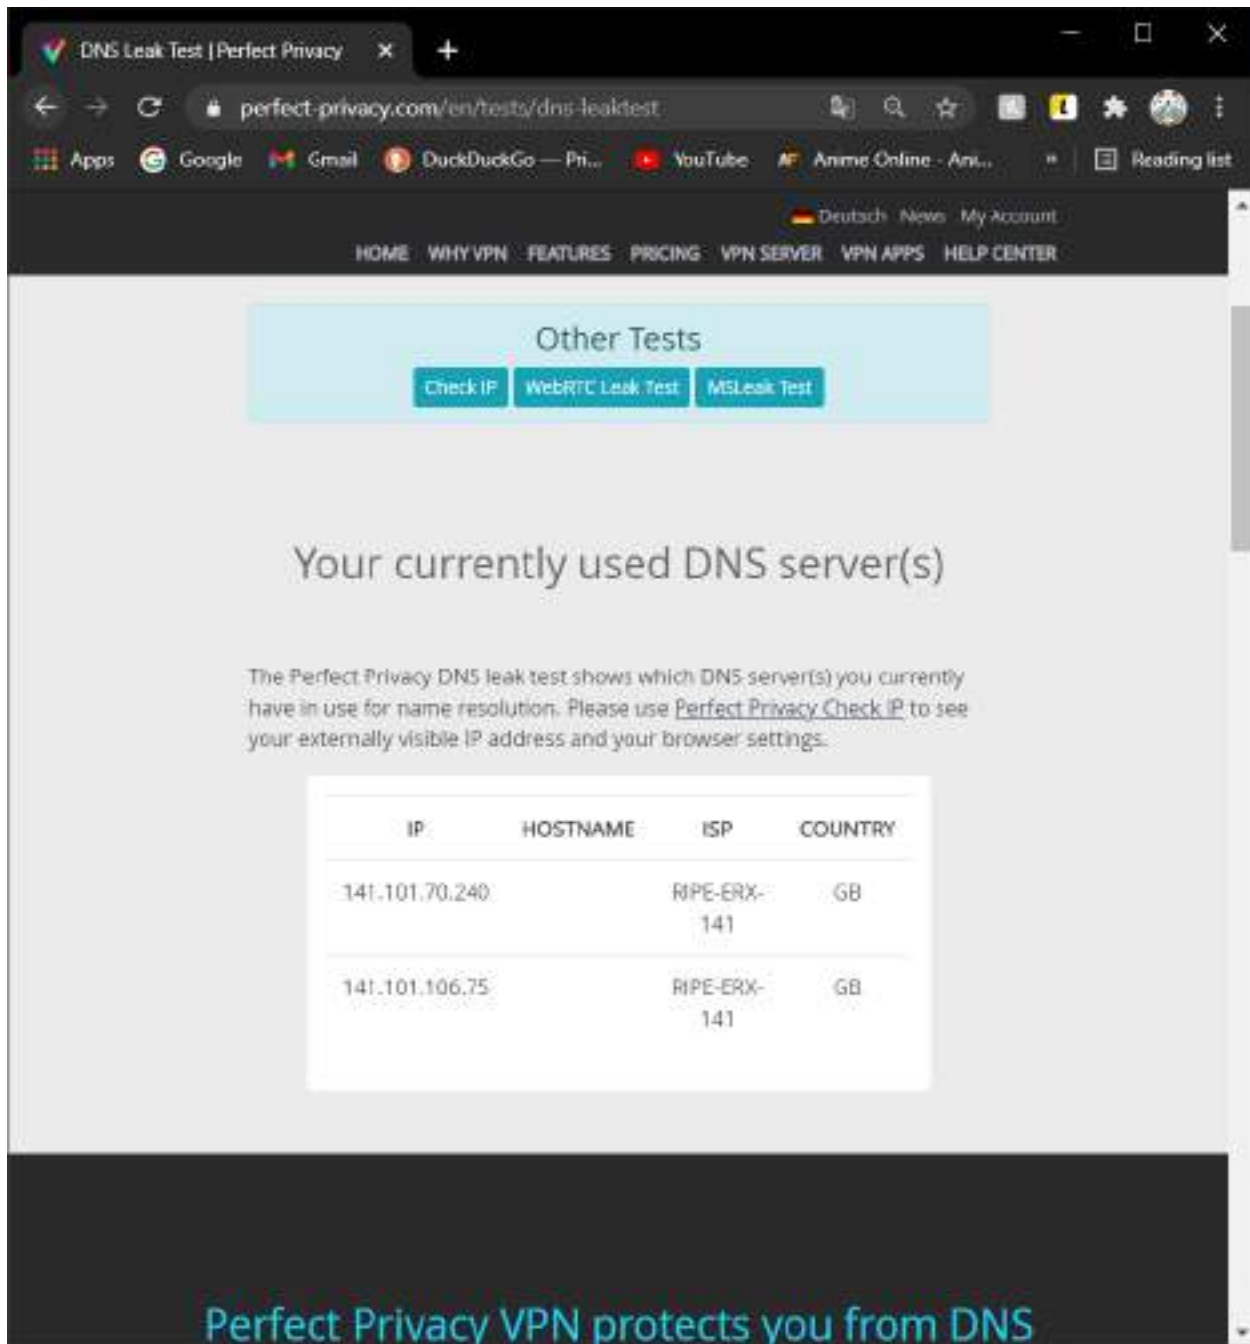 DNS Leak Test | Perfect Privacy
perfect-privacy.com/en/tests/dns-leaktest
Apps Google Gmail DuckDuckGo — Pri... YouTube Anime Online - Ani... » Reading list
Deutsch News My Account
HOME WHY VPN FEATURES PRICING VPN SERVER VPN APPS HELP CENTER
Other Tests
Check IP WebRTC Leak Test MSLeak Test
Your currently used DNS server(s)
The Perfect Privacy DNS leak test shows which DNS server(s) you currently
have in use for name resolution. Please use Perfect Privacy Check IP to see
your externally visible IP address and your browser settings.
IP HOSTNAME ISP COUNTRY
141.101.70.240 RIPE-ERX- GB
141
141.101.106.75 RIPE-ERX- GB
141
Perfect Privacy VPN protects you from DNS